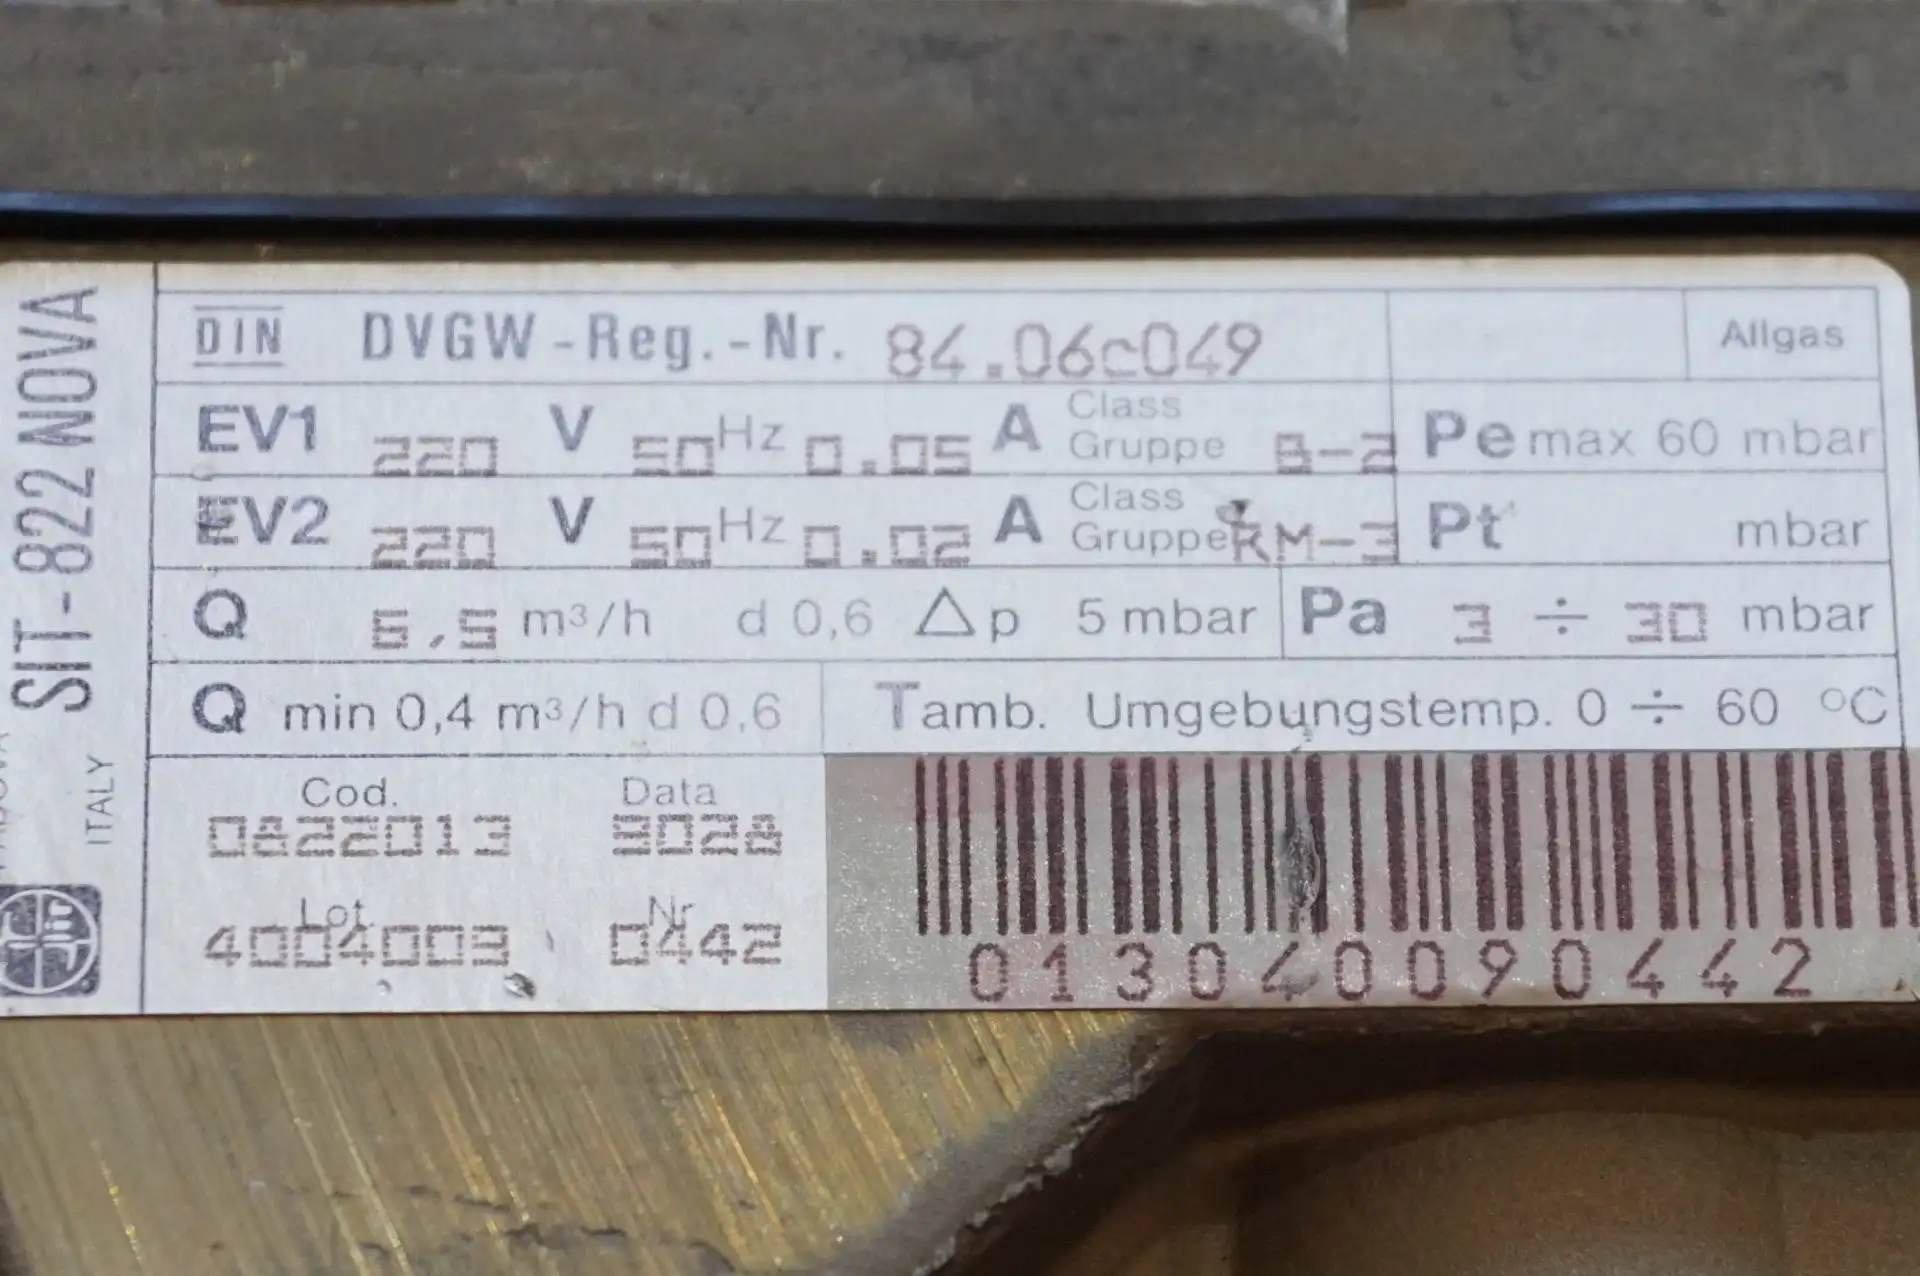 SIT-822 NOVA
ITALY
DIN DVGW-Reg.-Nr. 84.06c049 Allgas
EV1 220 V 50 Hz 0.05 A Class Gruppe B-2 Pe max 60 mbar
EV2 220 V 50 Hz 0.02 A Class Gruppe RM-3 Pt mbar
Q 6,5 m³/h d 0,6 △p 5 mbar Pa 3 ÷ 30 mbar
Q min 0,4 m³/h d 0,6 Tamb. Umgebungstemp. 0 ÷ 60 °C
Cod. Data
0822013
Lot Nr
4004003 0442
013040090442